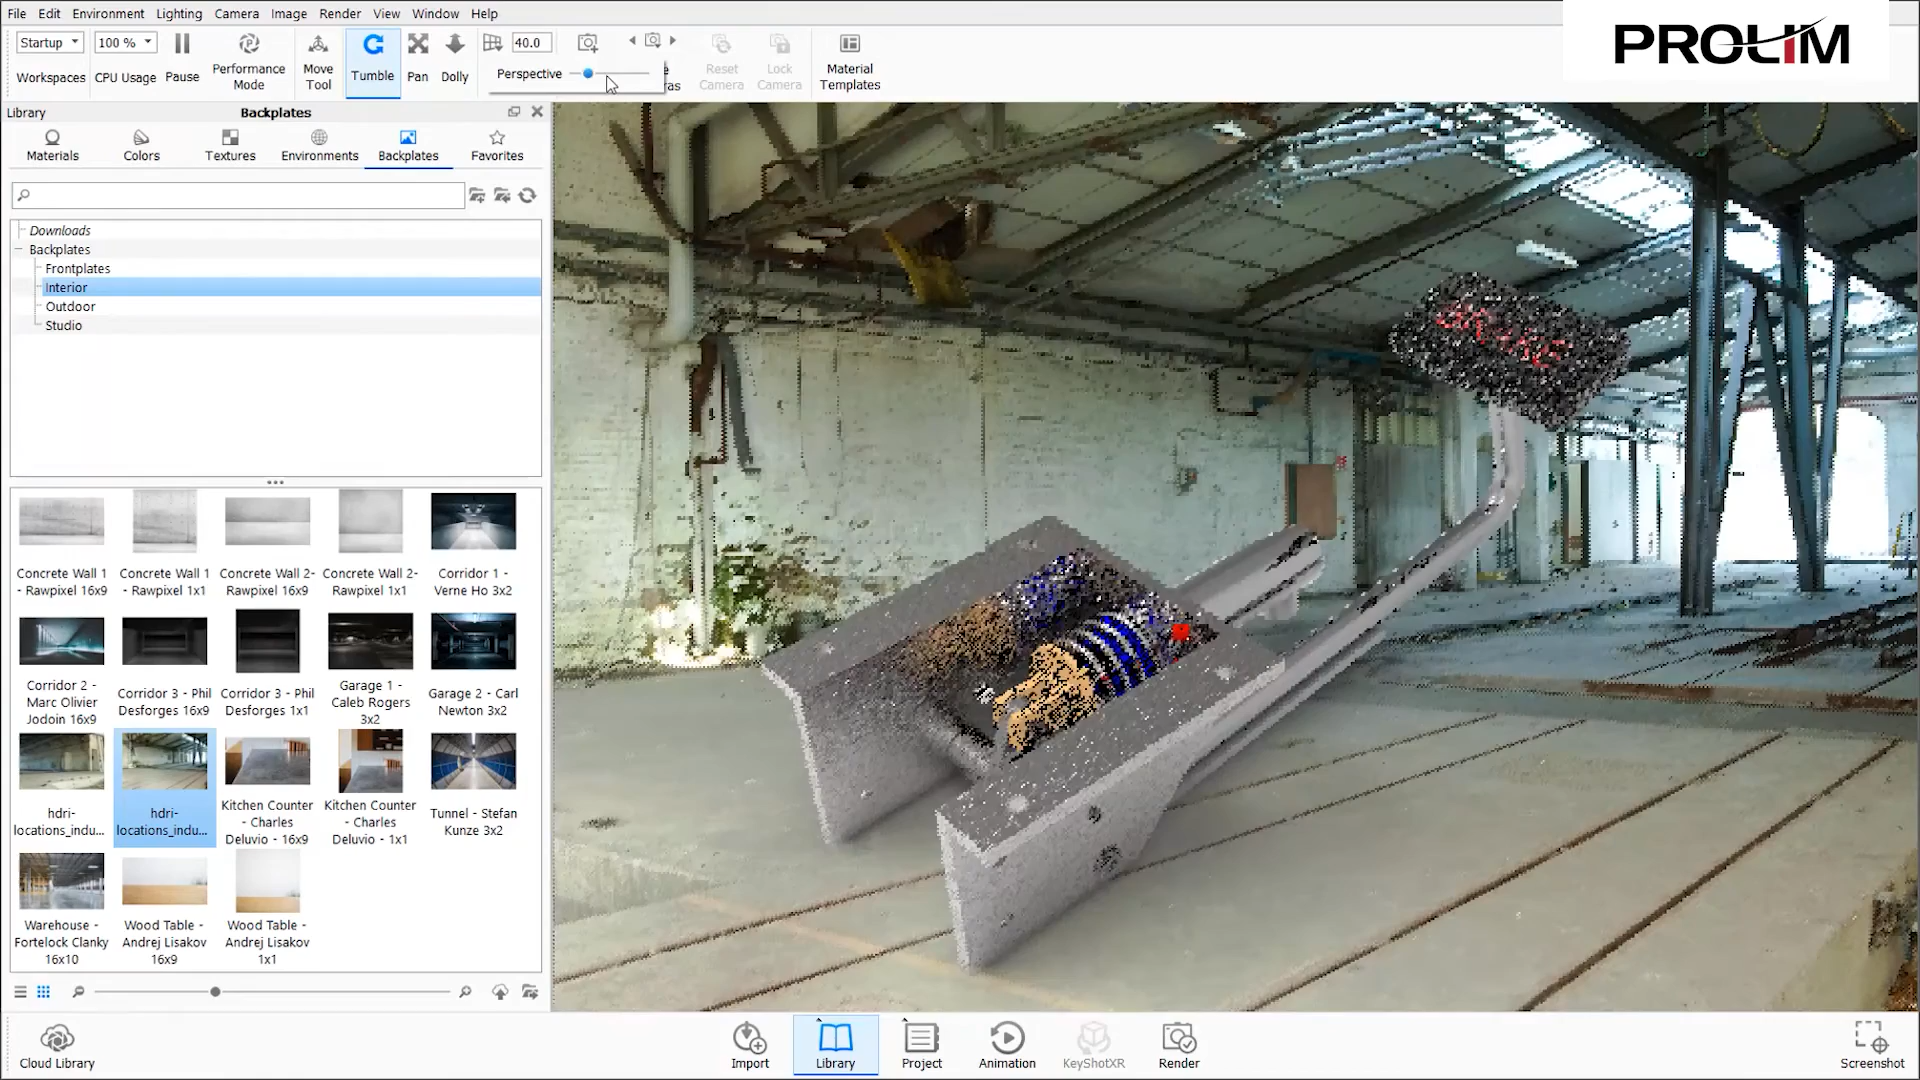 File Edit Environment Lighting Camera Image Render View Window Help
PROLIM
Startup 100 % 40.0
Workspaces CPU Usage Pause Performance Mode Move Tool Tumble Pan Dolly Perspective Reset Camera Lock Camera Material Templates
Library Backplates
Materials Colors Textures Environments Backplates Favorites
Downloads
Backplates
Frontplates
Interior
Outdoor
Studio
Concrete Wall 1 - Rawpixel 16x9
Concrete Wall 1 - Rawpixel 1x1
Concrete Wall 2- Rawpixel 16x9
Concrete Wall 2- Rawpixel 1x1
Corridor 1 - Verne Ho 3x2
Corridor 2 - Marc Olivier Jodoin 16x9
Corridor 3 - Phil Desforges 16x9
Corridor 3 - Phil Desforges 1x1
Garage 1 - Caleb Rogers 3x2
Garage 2 - Carl Newton 3x2
hdri-locations_indu...
hdri-locations_indu...
Kitchen Counter - Charles Deluvio - 16x9
Kitchen Counter - Charles Deluvio - 1x1
Tunnel - Stefan Kunze 3x2
Warehouse - Fortelock Clanky 16x10
Wood Table - Andrej Lisakov 16x9
Wood Table - Andrej Lisakov 1x1
Cloud Library Import Library Project Animation KeyShotXR Render Screenshot